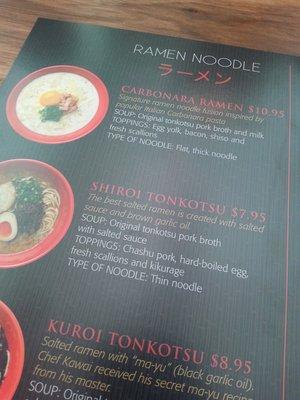 RAMEN NOODLE
ラーメン
CARBONARA RAMEN $10.95
Signature ramen noodle fusion inspired by
popular Italian Carbonara pasta
SOUP: Original tonkotsu pork broth and milk
TOPPINGS: Egg yolk, bacon, shiso and
fresh scallions
TYPE OF NOODLE: Flat, thick noodle
SHIROI TONKOTSU $7.95
The best salted ramen is created with salted
sauce and brown garlic oil
SOUP: Original tonkotsu pork broth
with salted sauce
TOPPINGS: Chashu pork, hard-boiled egg,
fresh scallions and kikurage
TYPE OF NOODLE: Thin noodle
KUROI TONKOTSU $8.95
Salted ramen with "ma-yu" (black garlic oil).
Chef Kawai received his secret ma-yu recipe
from his master.
SOUP: Original